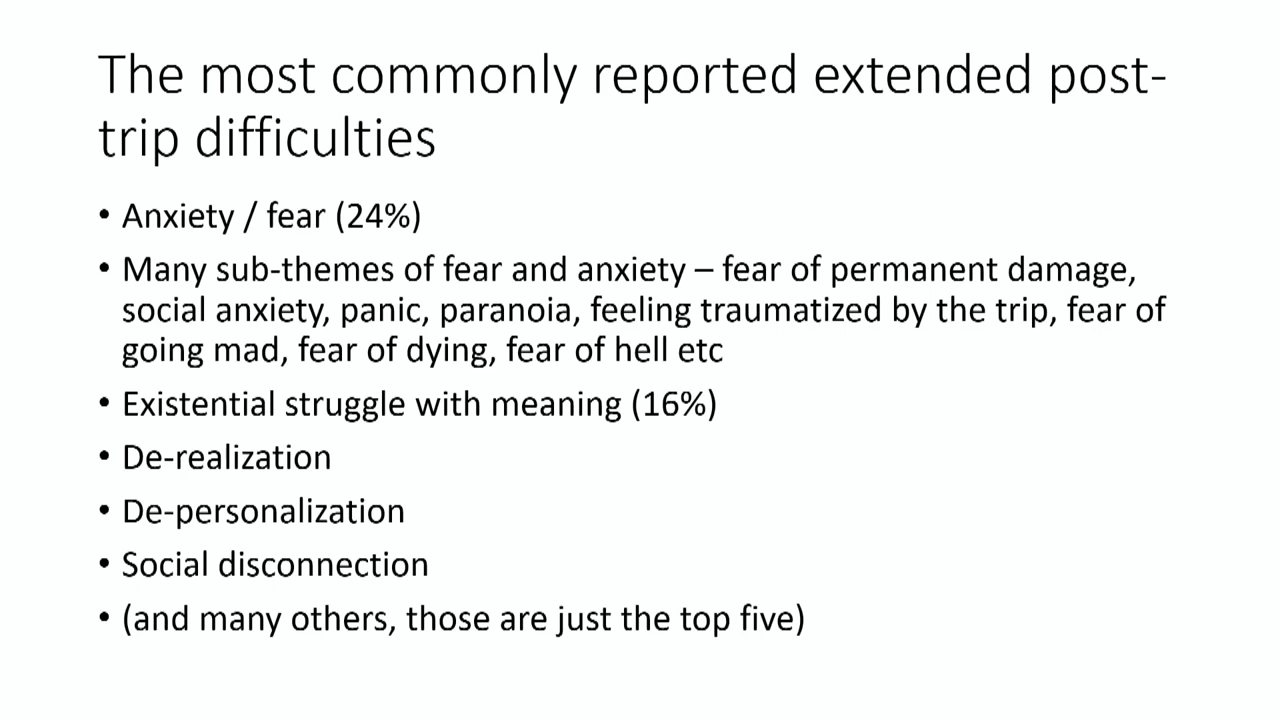 The most commonly reported extended post-
trip difficulties
• Anxiety / fear (24%)
• Many sub-themes of fear and anxiety – fear of permanent damage,
social anxiety, panic, paranoia, feeling traumatized by the trip, fear of
going mad, fear of dying, fear of hell etc
• Existential struggle with meaning (16%)
• De-realization
• De-personalization
• Social disconnection
• (and many others, those are just the top five)